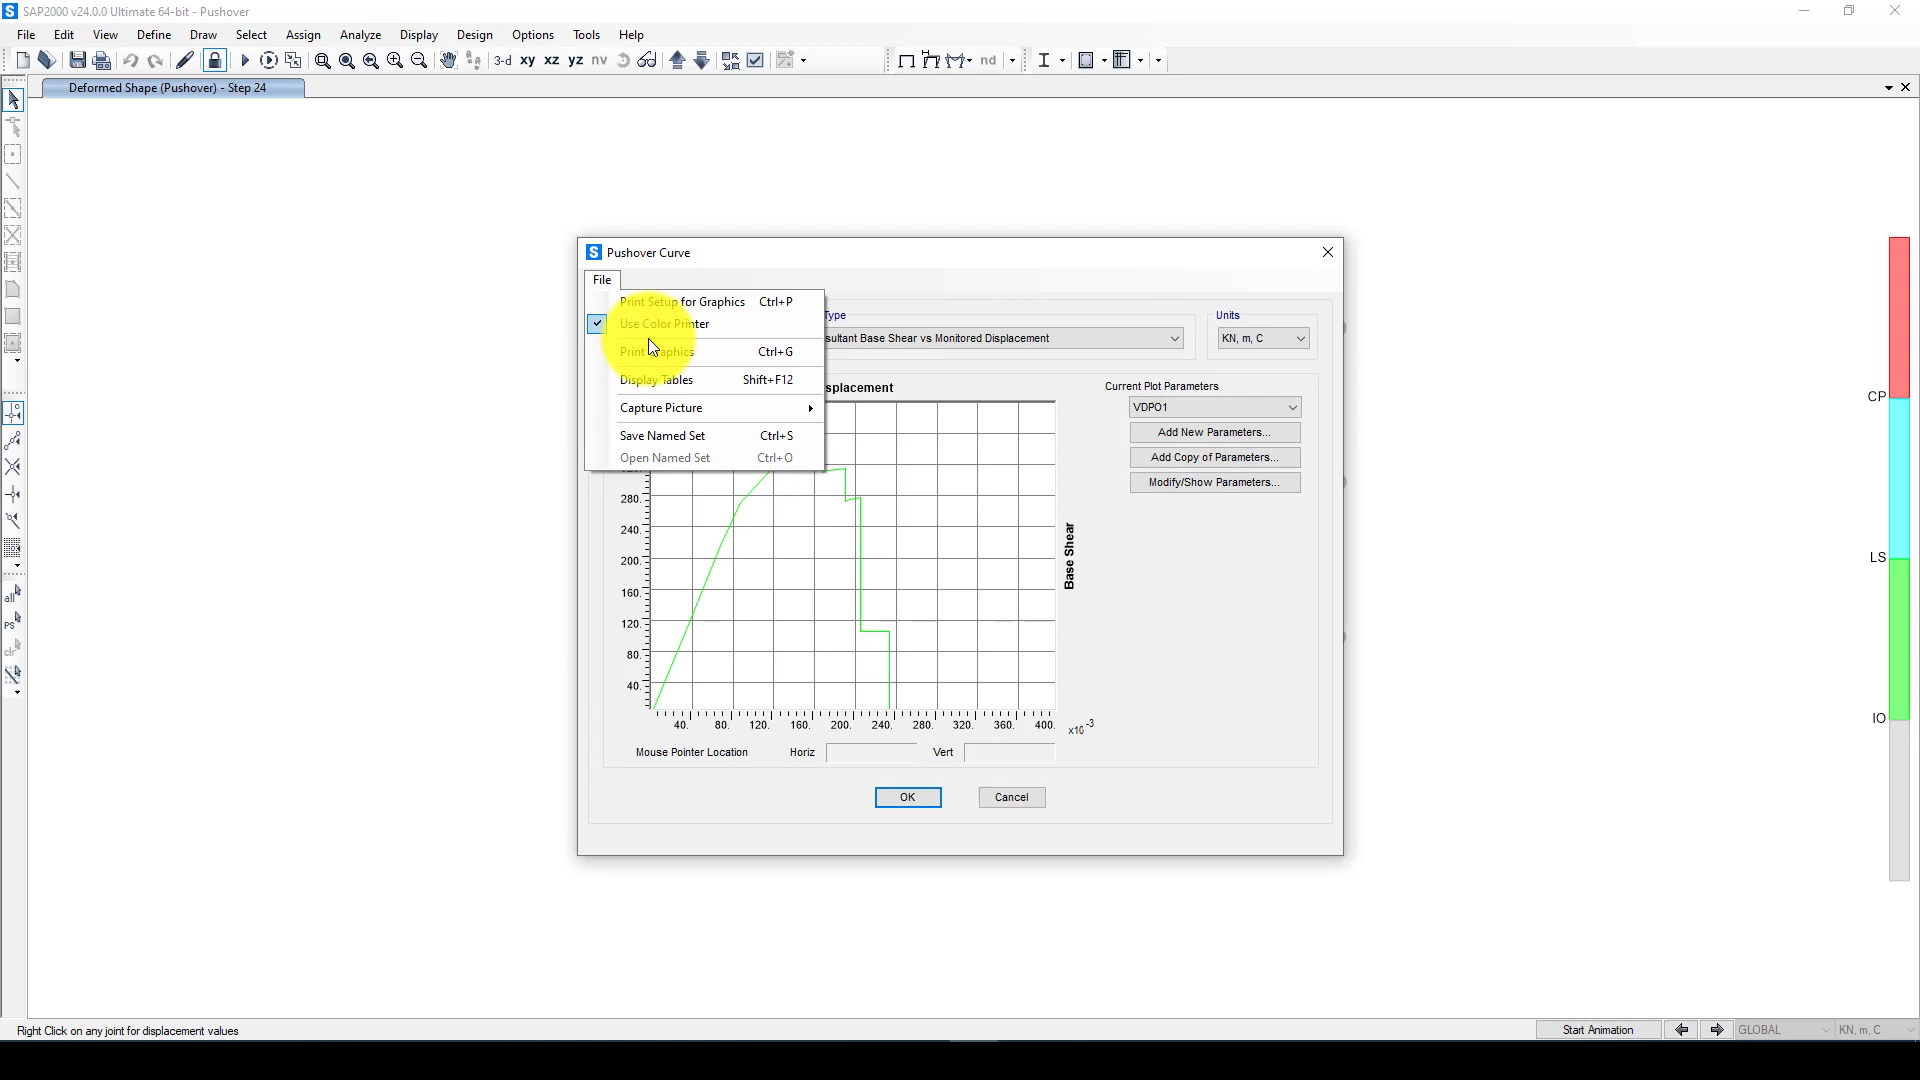 SAP2000 v24.0.0 Ultimate 64-bit - Pushover
File Edit View Define Draw Select Assign Analyze Display Design Options Tools Help
3-d xy xz yz nv nd
Deformed Shape (Pushover) - Step 24
Pushover Curve
File
Print Setup for Graphics Ctrl+P
Use Color Printer
Print Graphics Ctrl+G
Display Tables Shift+F12
Capture Picture
Save Named Set Ctrl+S
Open Named Set Ctrl+O
Type
sultant Base Shear vs Monitored Displacement
Units
KN, m, C
splacement
Current Plot Parameters
VDPO1
Add New Parameters...
Add Copy of Parameters...
Modify/Show Parameters...
280.
240.
200.
160.
120.
80.
40.
Base Shear
40. 80. 120. 160. 200. 240. 280. 320. 360. 400. x10 -3
Mouse Pointer Location Horiz Vert
OK Cancel
CP
LS
IO
all
PS
clr
Right Click on any joint for displacement values
Start Animation GLOBAL KN, m, C